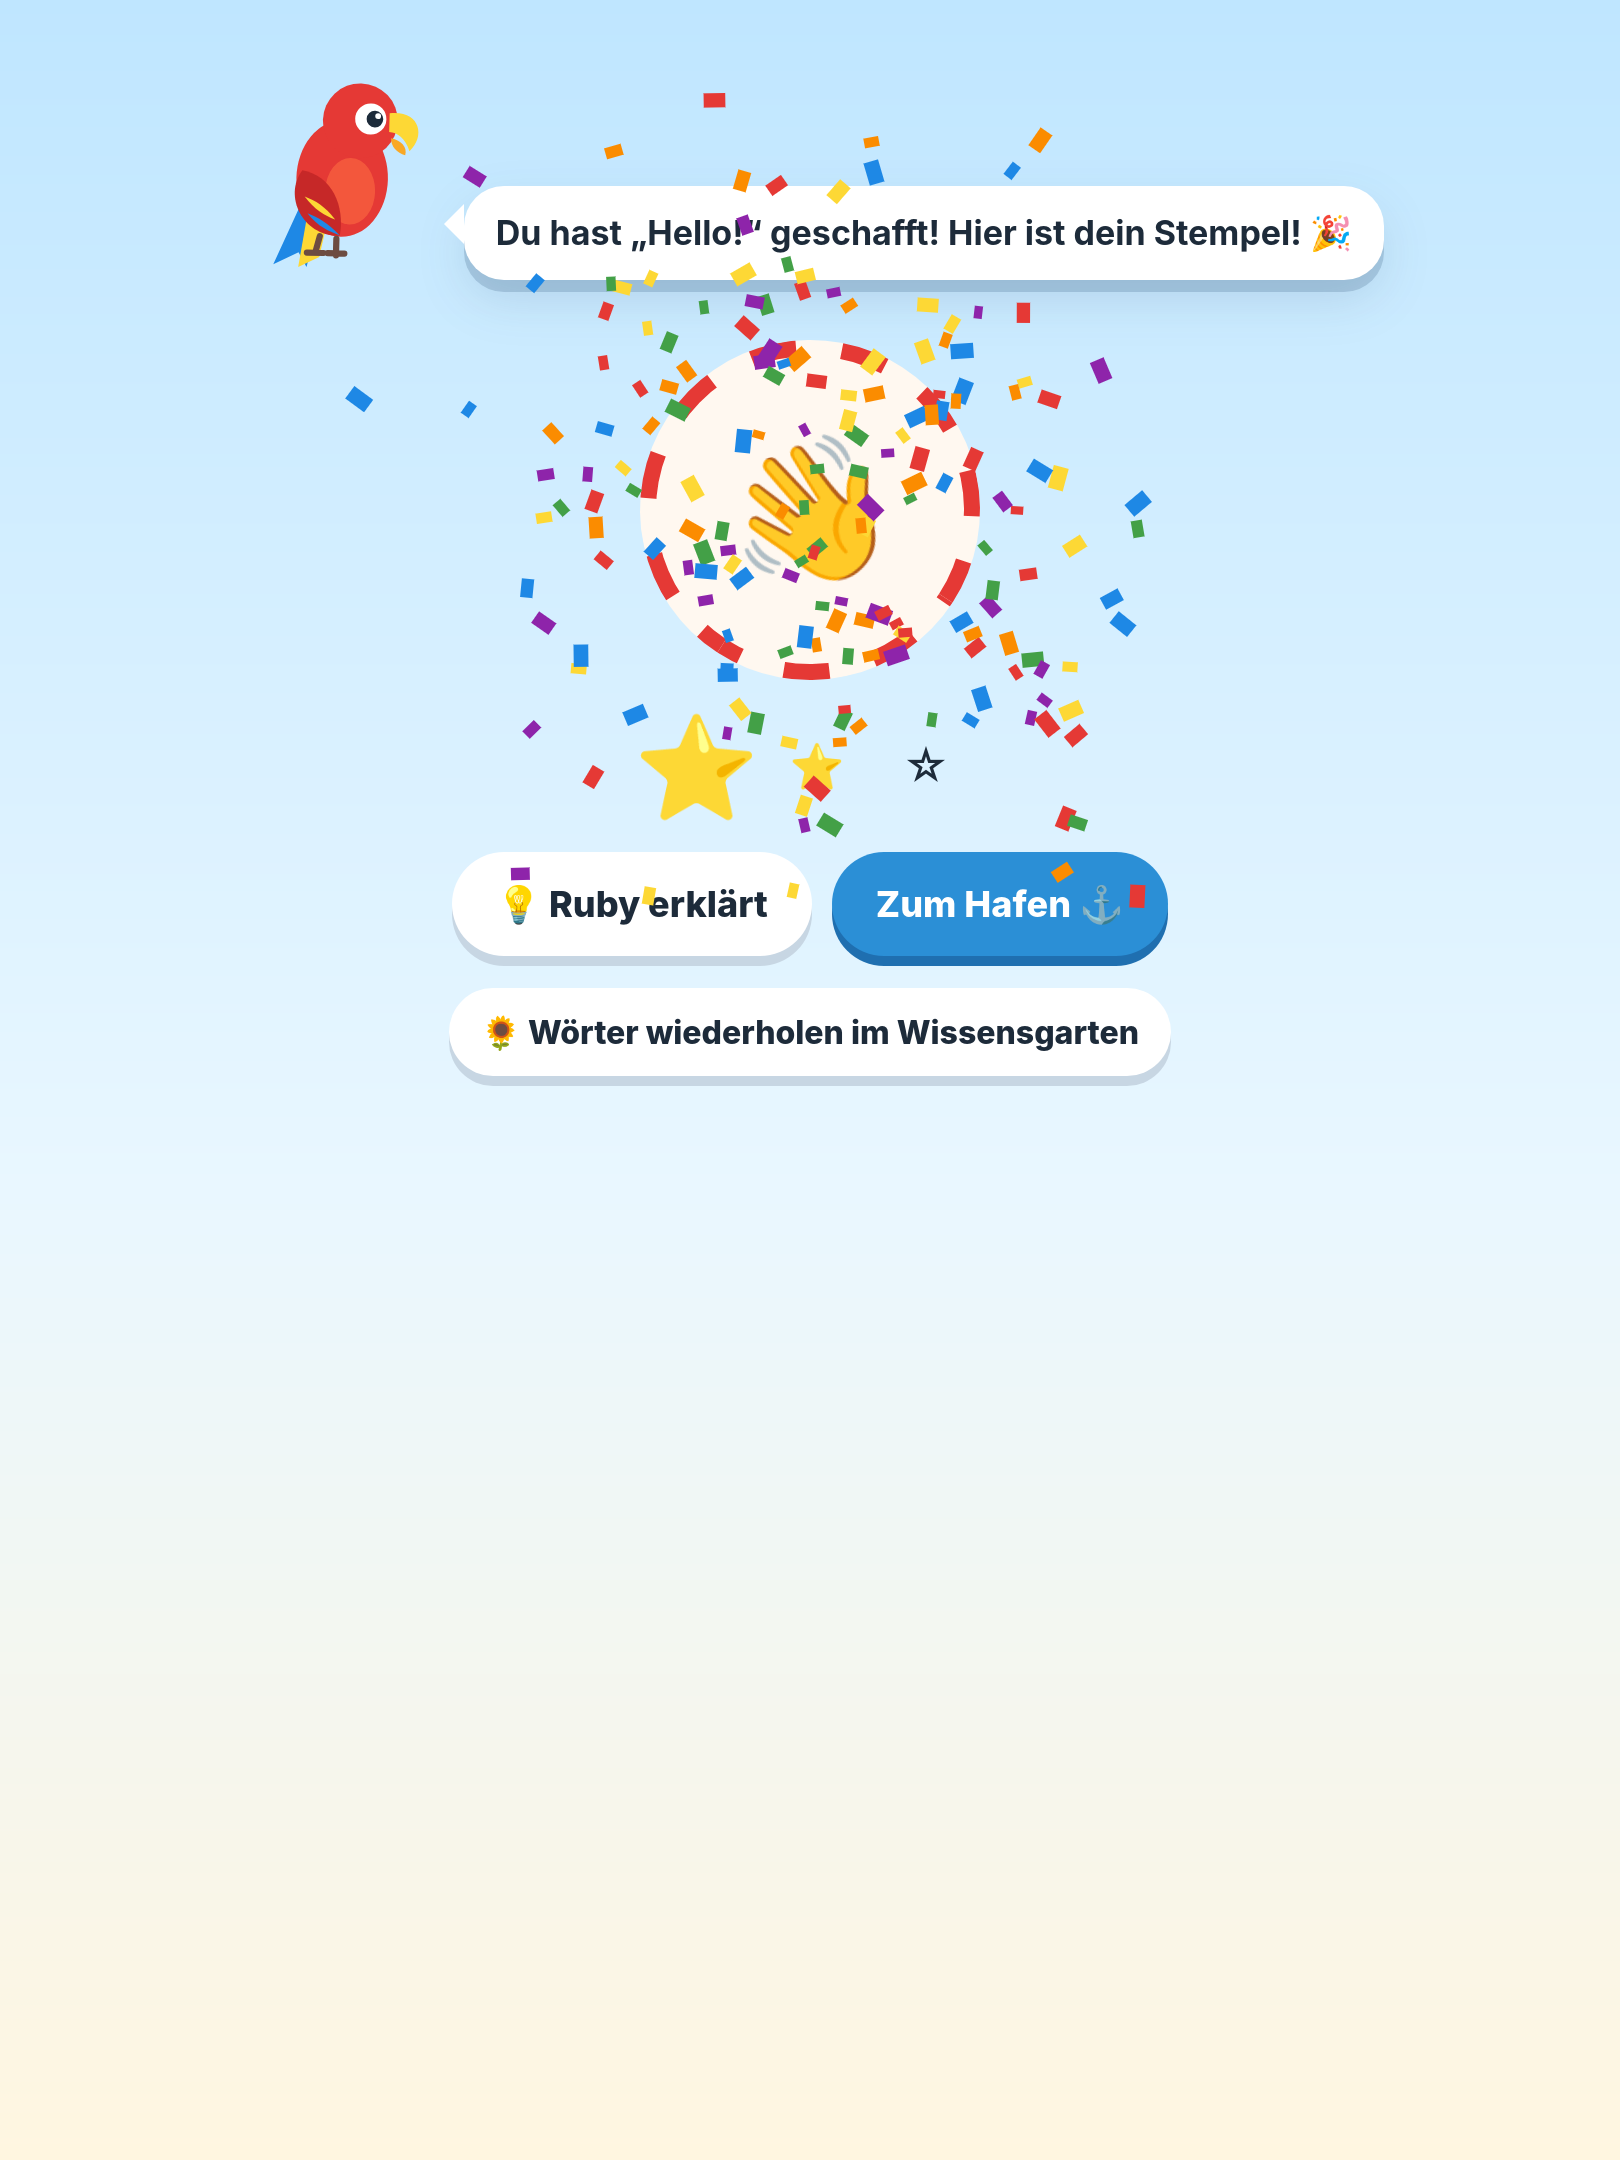 Du hast „Hello!“ geschafft! Hier ist dein Stempel! 🎉
💡 Ruby erklärt
Zum Hafen ⚓
🌻 Wörter wiederholen im Wissensgarten